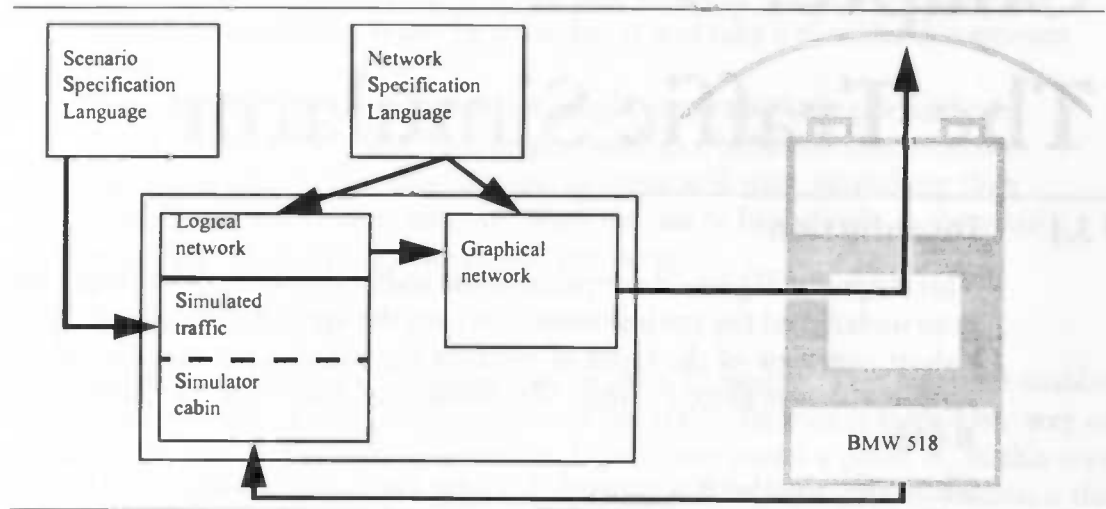 Scenario
Specification
Language
Network
Specification
Language
Logical
network
Graphical
network
Simulated
traffic
Simulator
cabin
BMW 518